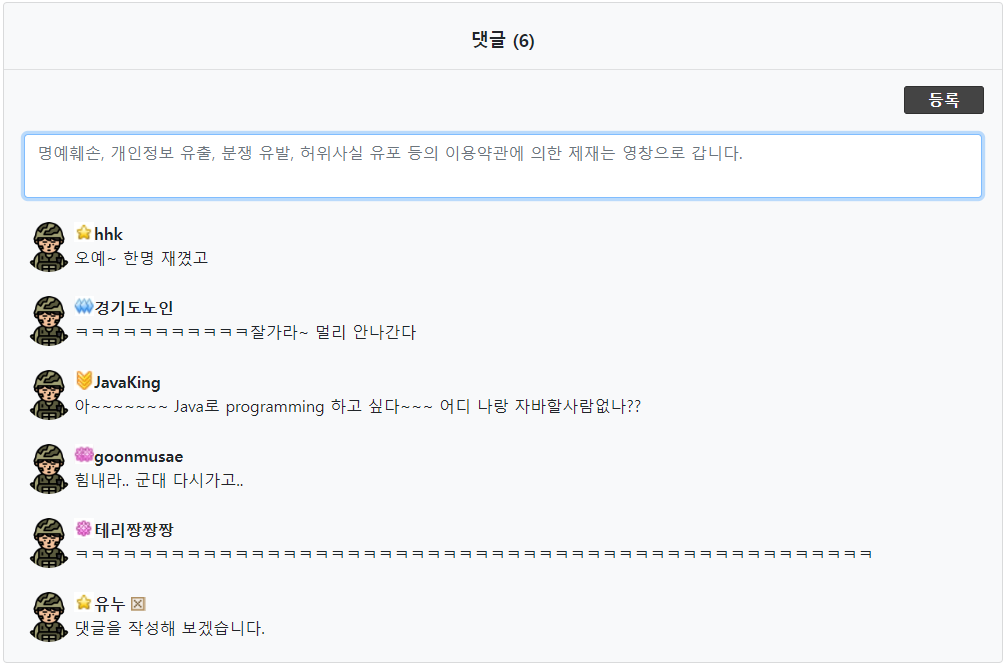 댓글 (6)
등록
명예훼손, 개인정보 유출, 분쟁 유발, 허위사실 유포 등의 이용약관에 의한 제재는 영창으로 갑니다.
hhk
오예~ 한명 재꼈고
경기도노인
ㅋㅋㅋㅋㅋㅋㅋㅋㅋㅋㅋ잘가라~ 멀리 안나간다
JavaKing
아~~~~~~~ Java로 programming 하고 싶다~~~ 어디 나랑 자바할사람없나??
goonmusae
힘내라.. 군대 다시가고..
테리짱짱짱
ㅋㅋㅋㅋㅋㅋㅋㅋㅋㅋㅋㅋㅋㅋㅋㅋㅋㅋㅋㅋㅋㅋㅋㅋㅋㅋㅋㅋㅋㅋㅋㅋㅋㅋㅋㅋㅋㅋㅋㅋㅋㅋㅋㅋㅋㅋㅋㅋㅋㅋ
유누
댓글을 작성해 보겠습니다.